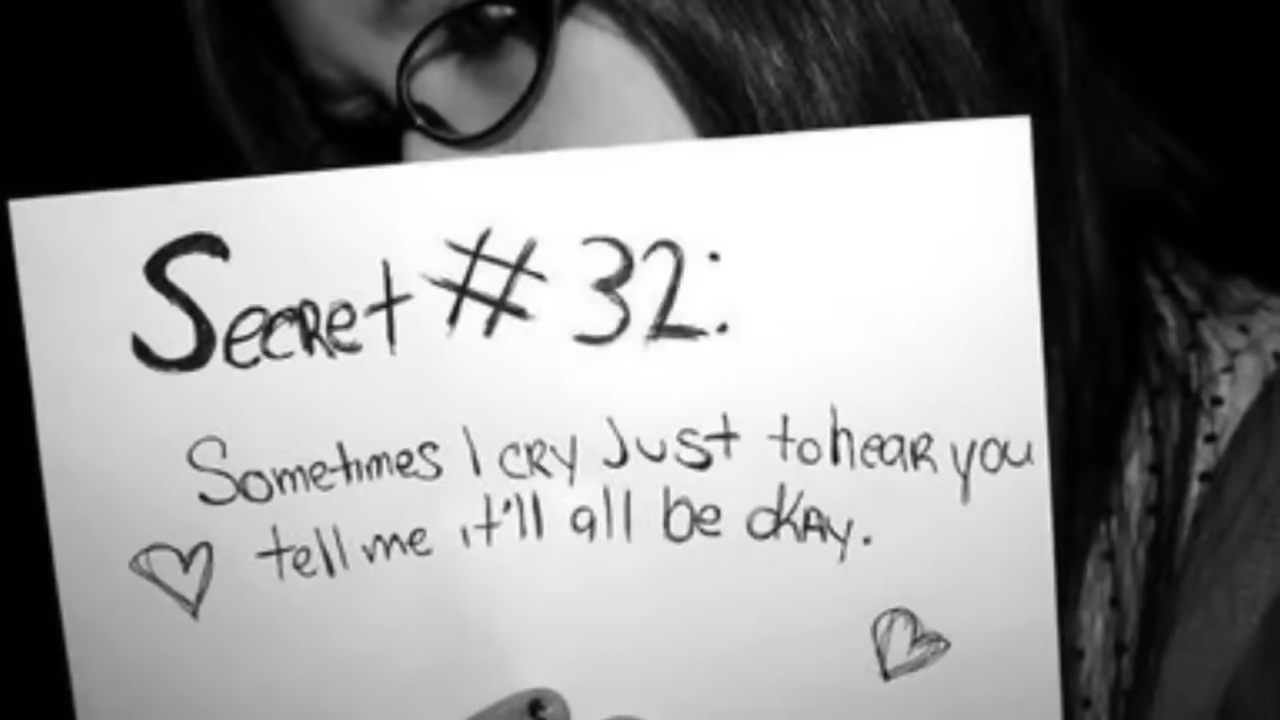 Secret # 32:
Sometimes I cry Just to hear you
tell me it'll all be okay.